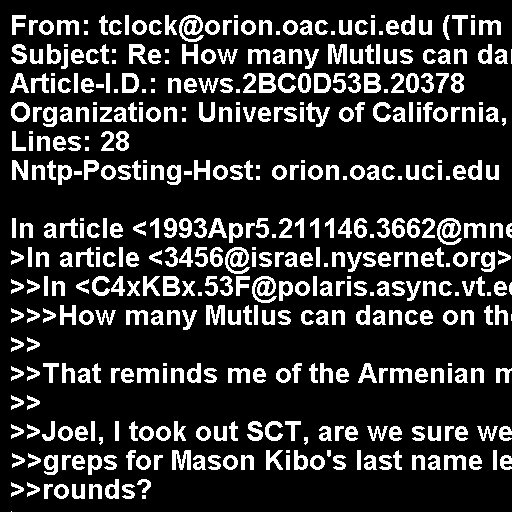 From: tclock@orion.oac.uci.edu (Tim
Subject: Re: How many Mutlus can da
Article-I.D.: news.2BC0D53B.20378
Organization: University of California,
Lines: 28
Nntp-Posting-Host: orion.oac.uci.edu

In article <1993Apr5.211146.3662@mne
>In article <3456@israel.nysernet.org>
>>In <C4xKBx.53F@polaris.async.vt.e
>>>How many Mutlus can dance on th
>>
>>That reminds me of the Armenian m
>>
>>Joel, I took out SCT, are we sure we
>>greps for Mason Kibo's last name le
>>rounds?